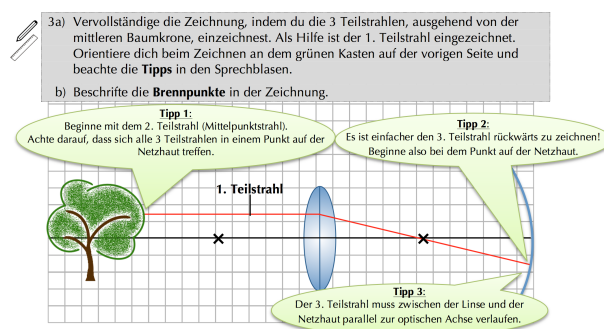 3a) Vervollständige die Zeichnung, indem du die 3 Teilstrahlen, ausgehend von der
mittleren Baumkrone, einzeichnest. Als Hilfe ist der 1. Teilstrahl eingezeichnet.
Orientiere dich beim Zeichnen an dem grünen Kasten auf der vorigen Seite und
beachte die Tipps in den Sprechblasen.
b) Beschrifte die Brennpunkte in der Zeichnung.
Tipp 1:
Beginne mit dem 2. Teilstrahl (Mittelpunktstrahl).
Achte darauf, dass sich alle 3 Teilstrahlen in einem Punkt auf der
Netzhaut treffen.
Tipp 2:
Es ist einfacher den 3. Teilstrahl rückwärts zu zeichnen!
Beginne also bei dem Punkt auf der Netzhaut.
1. Teilstrahl
Tipp 3:
Der 3. Teilstrahl muss zwischen der Linse und der
Netzhaut parallel zur optischen Achse verlaufen.